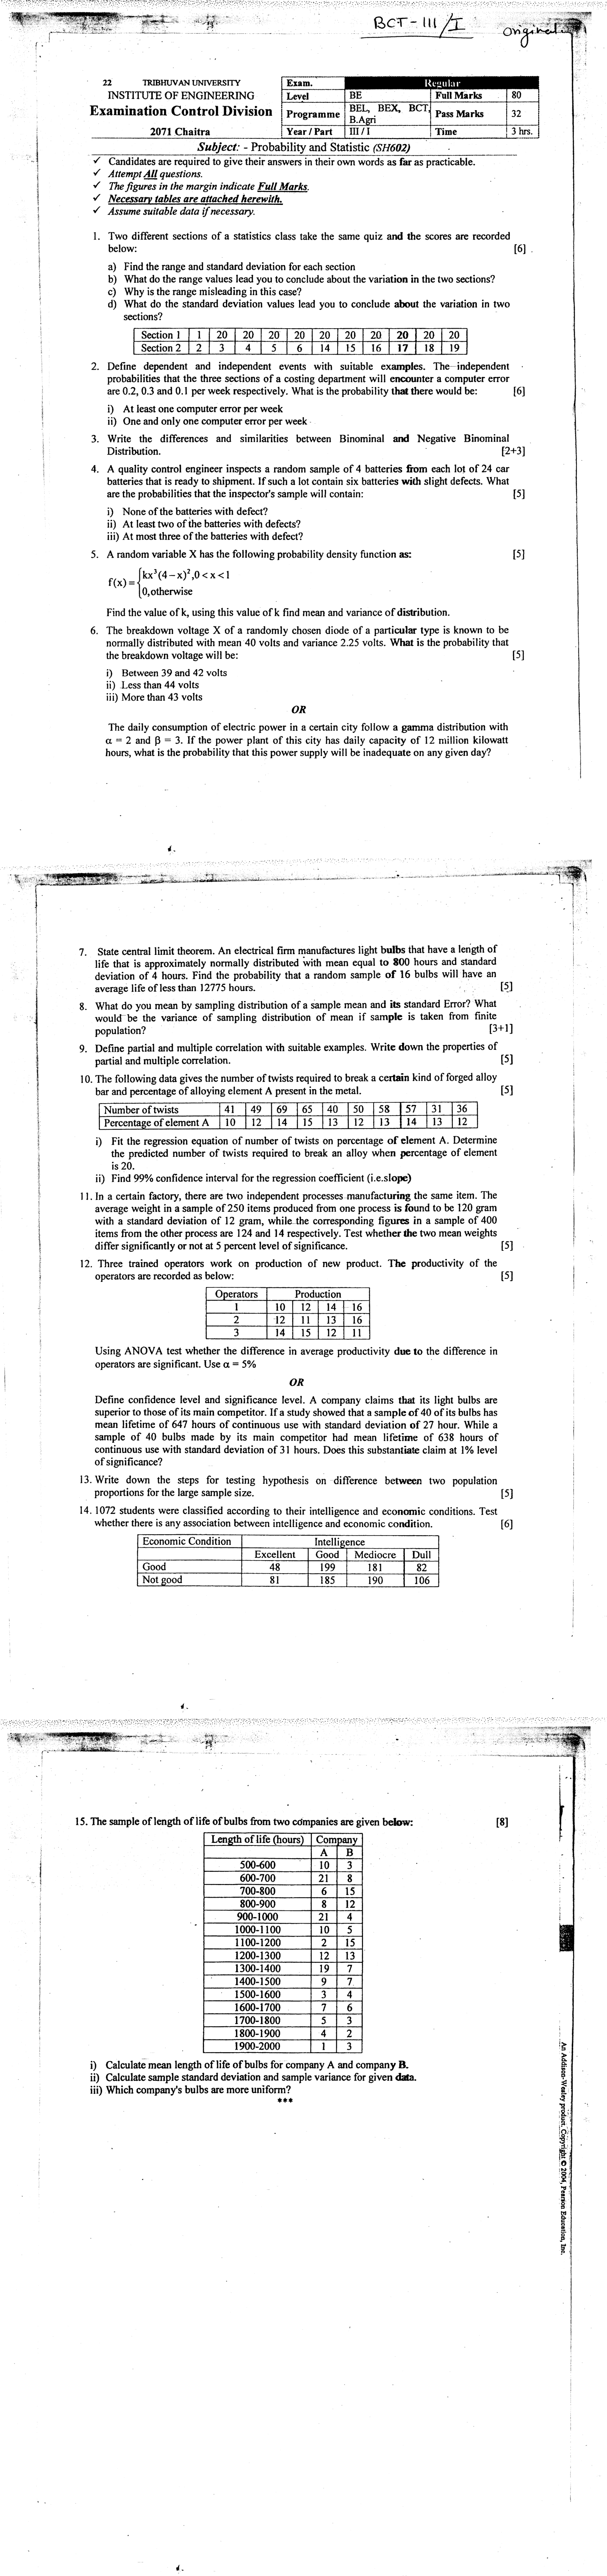 BCT-III/I
Original
22 TRIBHUVAN UNIVERSITY
INSTITUTE OF ENGINEERING
Examination Control Division
2071 Chaitra
Exam. Regular
Level BE Full Marks 80
Programme BEL, BEX, BCT, B.Agri Pass Marks 32
Year / Part III / I Time 3 hrs.
Subject: - Probability and Statistic (SH602)
✓ Candidates are required to give their answers in their own words as far as practicable.
✓ Attempt All questions.
✓ The figures in the margin indicate Full Marks.
✓ Necessary tables are attached herewith.
✓ Assume suitable data if necessary.
1. Two different sections of a statistics class take the same quiz and the scores are recorded
below: [6]
a) Find the range and standard deviation for each section
b) What do the range values lead you to conclude about the variation in the two sections?
c) Why is the range misleading in this case?
d) What do the standard deviation values lead you to conclude about the variation in two
sections?
Section 1 1 20 20 20 20 20 20 20 20 20 20
Section 2 2 3 4 5 6 14 15 16 17 18 19
2. Define dependent and independent events with suitable examples. The independent
probabilities that the three sections of a costing department will encounter a computer error
are 0.2, 0.3 and 0.1 per week respectively. What is the probability that there would be: [6]
i) At least one computer error per week
ii) One and only one computer error per week
3. Write the differences and similarities between Binominal and Negative Binominal
Distribution. [2+3]
4. A quality control engineer inspects a random sample of 4 batteries from each lot of 24 car
batteries that is ready to shipment. If such a lot contain six batteries with slight defects. What
are the probabilities that the inspector's sample will contain: [5]
i) None of the batteries with defect?
ii) At least two of the batteries with defects?
iii) At most three of the batteries with defect?
5. A random variable X has the following probability density function as: [5]
f(x) = { kx³(4−x)², 0 < x < 1
0, otherwise
Find the value of k, using this value of k find mean and variance of distribution.
6. The breakdown voltage X of a randomly chosen diode of a particular type is known to be
normally distributed with mean 40 volts and variance 2.25 volts. What is the probability that
the breakdown voltage will be: [5]
i) Between 39 and 42 volts
ii) Less than 44 volts
iii) More than 43 volts
OR
The daily consumption of electric power in a certain city follow a gamma distribution with
α = 2 and β = 3. If the power plant of this city has daily capacity of 12 million kilowatt
hours, what is the probability that this power supply will be inadequate on any given day?
7. State central limit theorem. An electrical firm manufactures light bulbs that have a length of
life that is approximately normally distributed with mean equal to 800 hours and standard
deviation of 4 hours. Find the probability that a random sample of 16 bulbs will have an
average life of less than 12775 hours. [5]
8. What do you mean by sampling distribution of a sample mean and its standard Error? What
would be the variance of sampling distribution of mean if sample is taken from finite
population? [3+1]
9. Define partial and multiple correlation with suitable examples. Write down the properties of
partial and multiple correlation. [5]
10. The following data gives the number of twists required to break a certain kind of forged alloy
bar and percentage of alloying element A present in the metal. [5]
Number of twists 41 49 69 65 40 50 58 57 31 36
Percentage of element A 10 12 14 15 13 12 13 14 13 12
i) Fit the regression equation of number of twists on percentage of element A. Determine
the predicted number of twists required to break an alloy when percentage of element
is 20.
ii) Find 99% confidence interval for the regression coefficient (i.e.slope)
11. In a certain factory, there are two independent processes manufacturing the same item. The
average weight in a sample of 250 items produced from one process is found to be 120 gram
with a standard deviation of 12 gram, while the corresponding figures in a sample of 400
items from the other process are 124 and 14 respectively. Test whether the two mean weights
differ significantly or not at 5 percent level of significance. [5]
12. Three trained operators work on production of new product. The productivity of the
operators are recorded as below: [5]
Operators Production
1 10 12 14 16
2 12 11 13 16
3 14 15 12 11
Using ANOVA test whether the difference in average productivity due to the difference in
operators are significant. Use α = 5%
OR
Define confidence level and significance level. A company claims that its light bulbs are
superior to those of its main competitor. If a study showed that a sample of 40 of its bulbs has
mean lifetime of 647 hours of continuous use with standard deviation of 27 hour. While a
sample of 40 bulbs made by its main competitor had mean lifetime of 638 hours of
continuous use with standard deviation of 31 hours. Does this substantiate claim at 1% level
of significance?
13. Write down the steps for testing hypothesis on difference between two population
proportions for the large sample size. [5]
14. 1072 students were classified according to their intelligence and economic conditions. Test
whether there is any association between intelligence and economic condition. [6]
Economic Condition Intelligence
Excellent Good Mediocre Dull
Good 48 199 181 82
Not good 81 185 190 106
15. The sample of length of life of bulbs from two companies are given below: [8]
Length of life (hours) Company
A B
500-600 10 3
600-700 21 8
700-800 6 15
800-900 8 12
900-1000 21 4
1000-1100 10 5
1100-1200 2 15
1200-1300 12 13
1300-1400 19 7
1400-1500 9 7
1500-1600 3 4
1600-1700 7 6
1700-1800 5 3
1800-1900 4 2
1900-2000 1 3
i) Calculate mean length of life of bulbs for company A and company B.
ii) Calculate sample standard deviation and sample variance for given data.
iii) Which company's bulbs are more uniform?
***
An Addison-Wesley product. Copyright © 2004, Pearson Education, Inc.